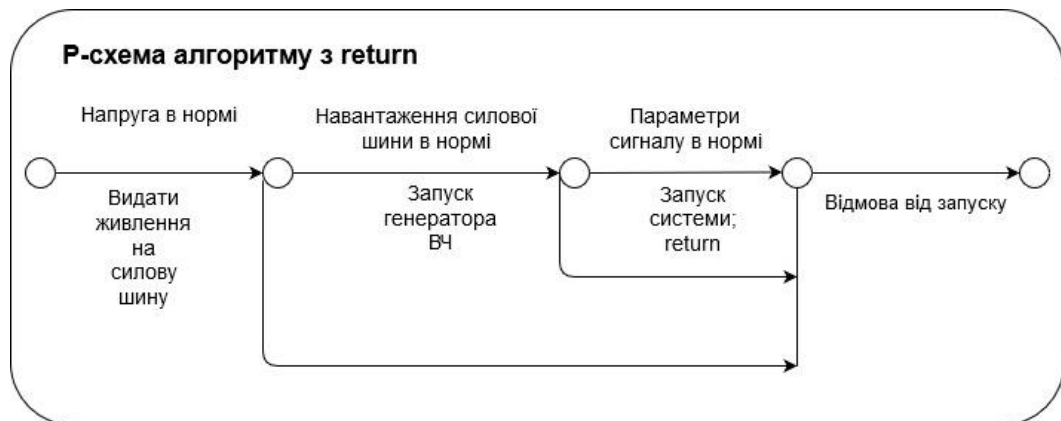 Р-схема алгоритму з return
Напруга в нормі
Навантаження силової
шини в нормі
Параметри
сигналу в нормі
Видати
живлення
на
силову
шину
Запуск
генератора
ВЧ
Запуск
системи;
return
Відмова від запуску